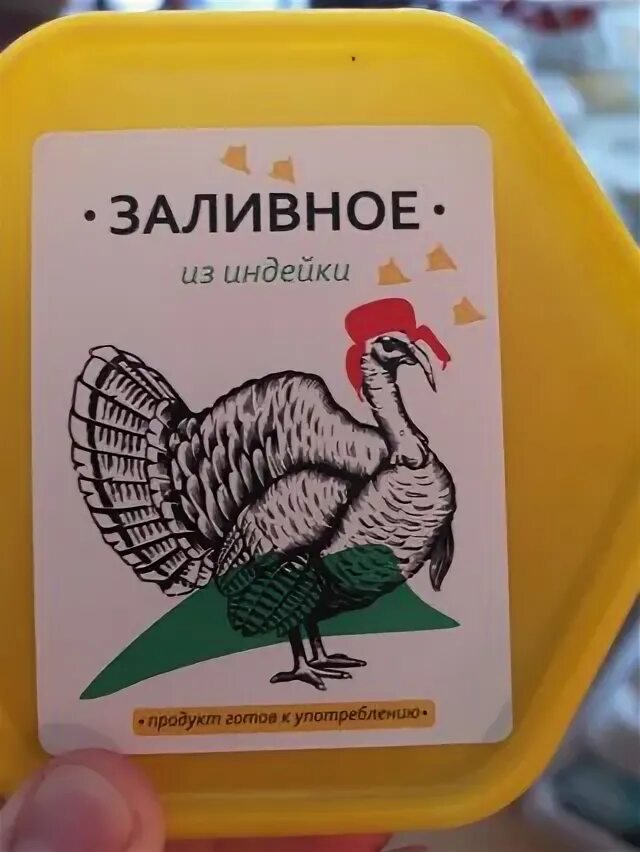 • ЗАЛИВНОЕ •
из индейки
• продукт готов к употреблению •